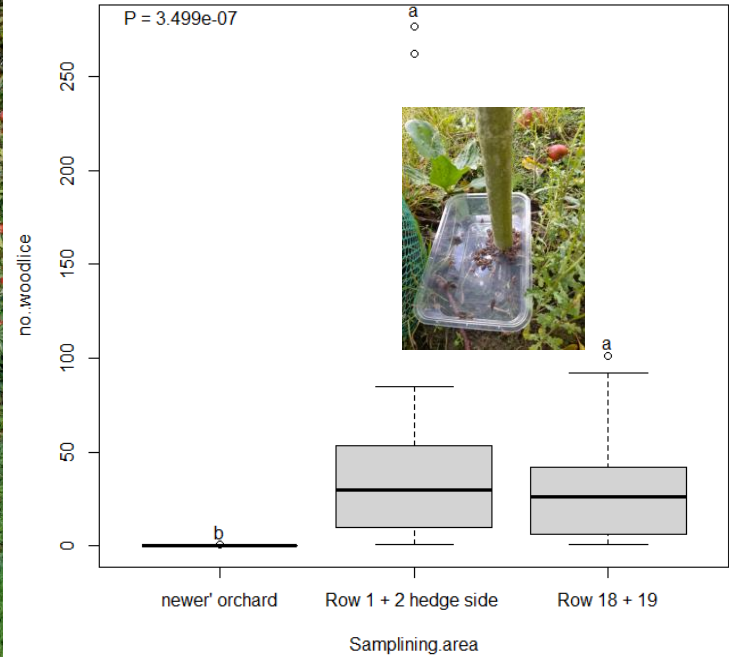 P = 3.499e-07
a
a
b
no..woodlice
0
50
100
150
200
250
newer' orchard
Row 1 + 2 hedge side
Row 18 + 19
Samplining.area